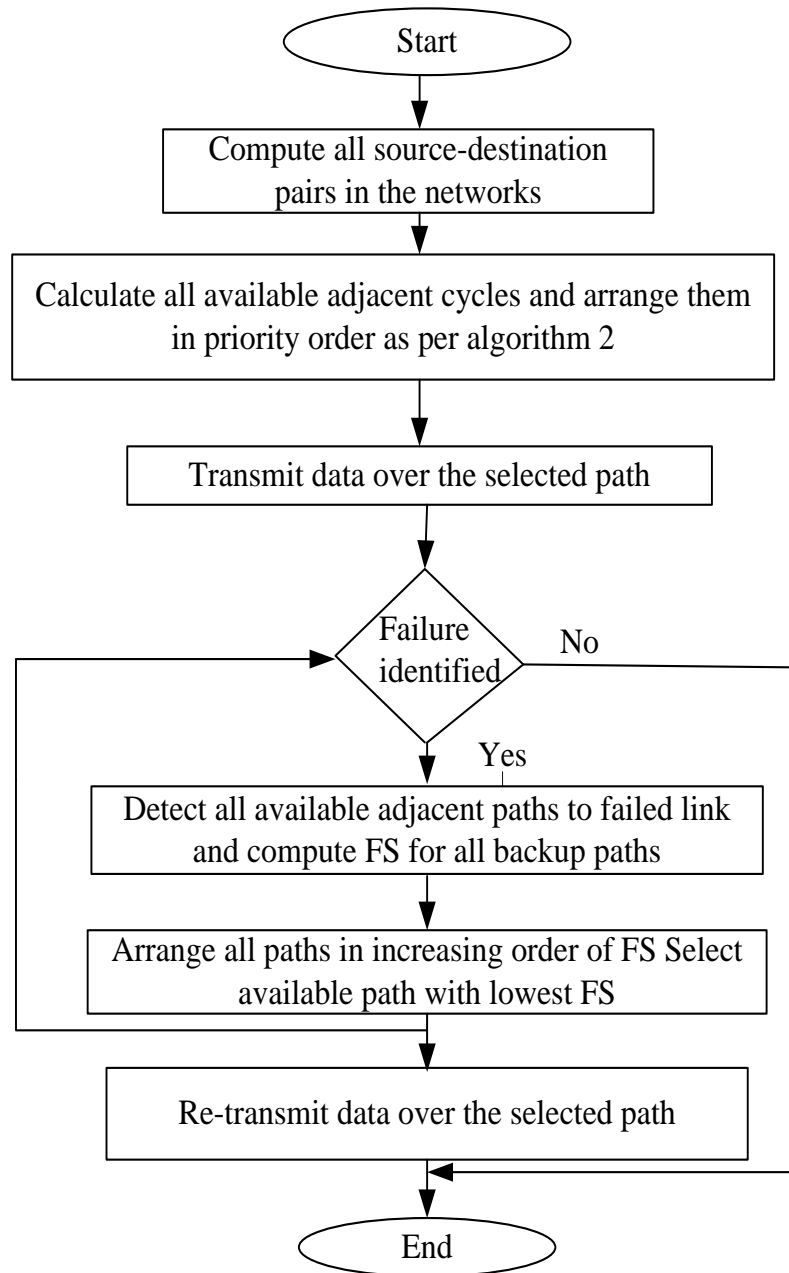 Start
Compute all source-destination
pairs in the networks
Calculate all available adjacent cycles and arrange them
in priority order as per algorithm 2
Transmit data over the selected path
Failure
identified
No
Yes
Detect all available adjacent paths to failed link
and compute FS for all backup paths
Arrange all paths in increasing order of FS Select
available path with lowest FS
Re-transmit data over the selected path
End